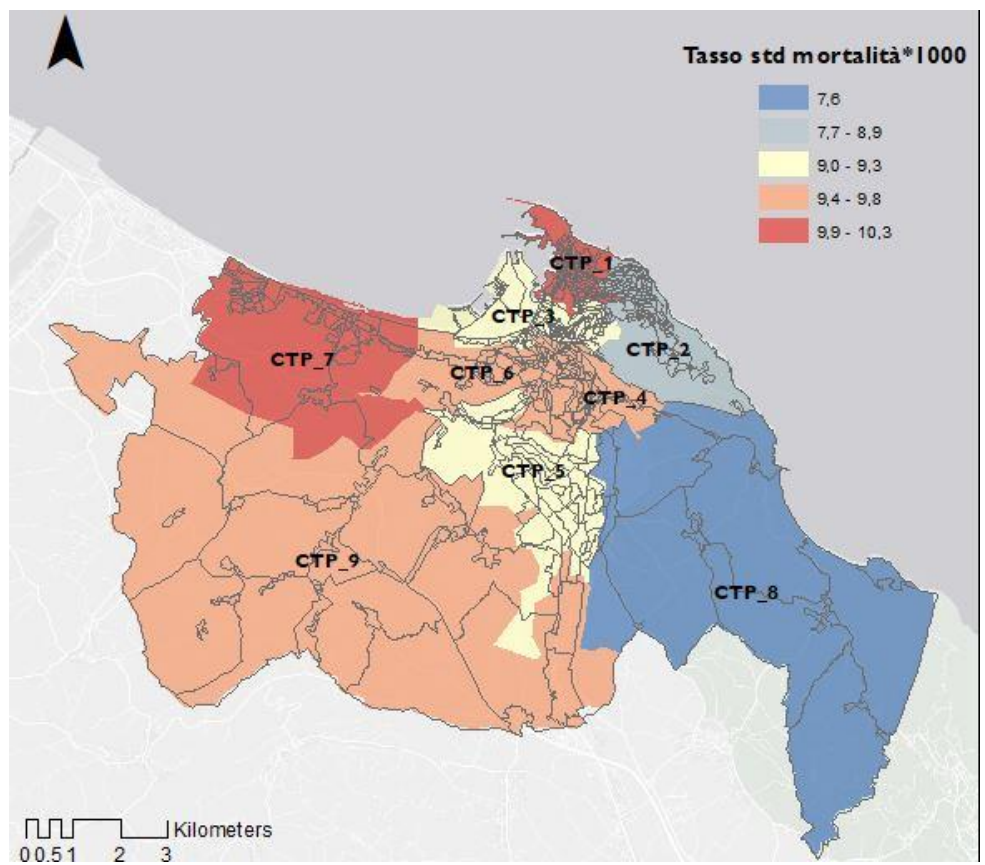 Tasso std mortalità*1000
7,6
7,7 - 8,9
9,0 - 9,3
9,4 - 9,8
9,9 - 10,3
CTP_1
CTP_3
CTP_2
CTP_7
CTP_6
CTP_4
CTP_5
CTP_9
CTP_8
Kilometers
0 0,5 1 2 3